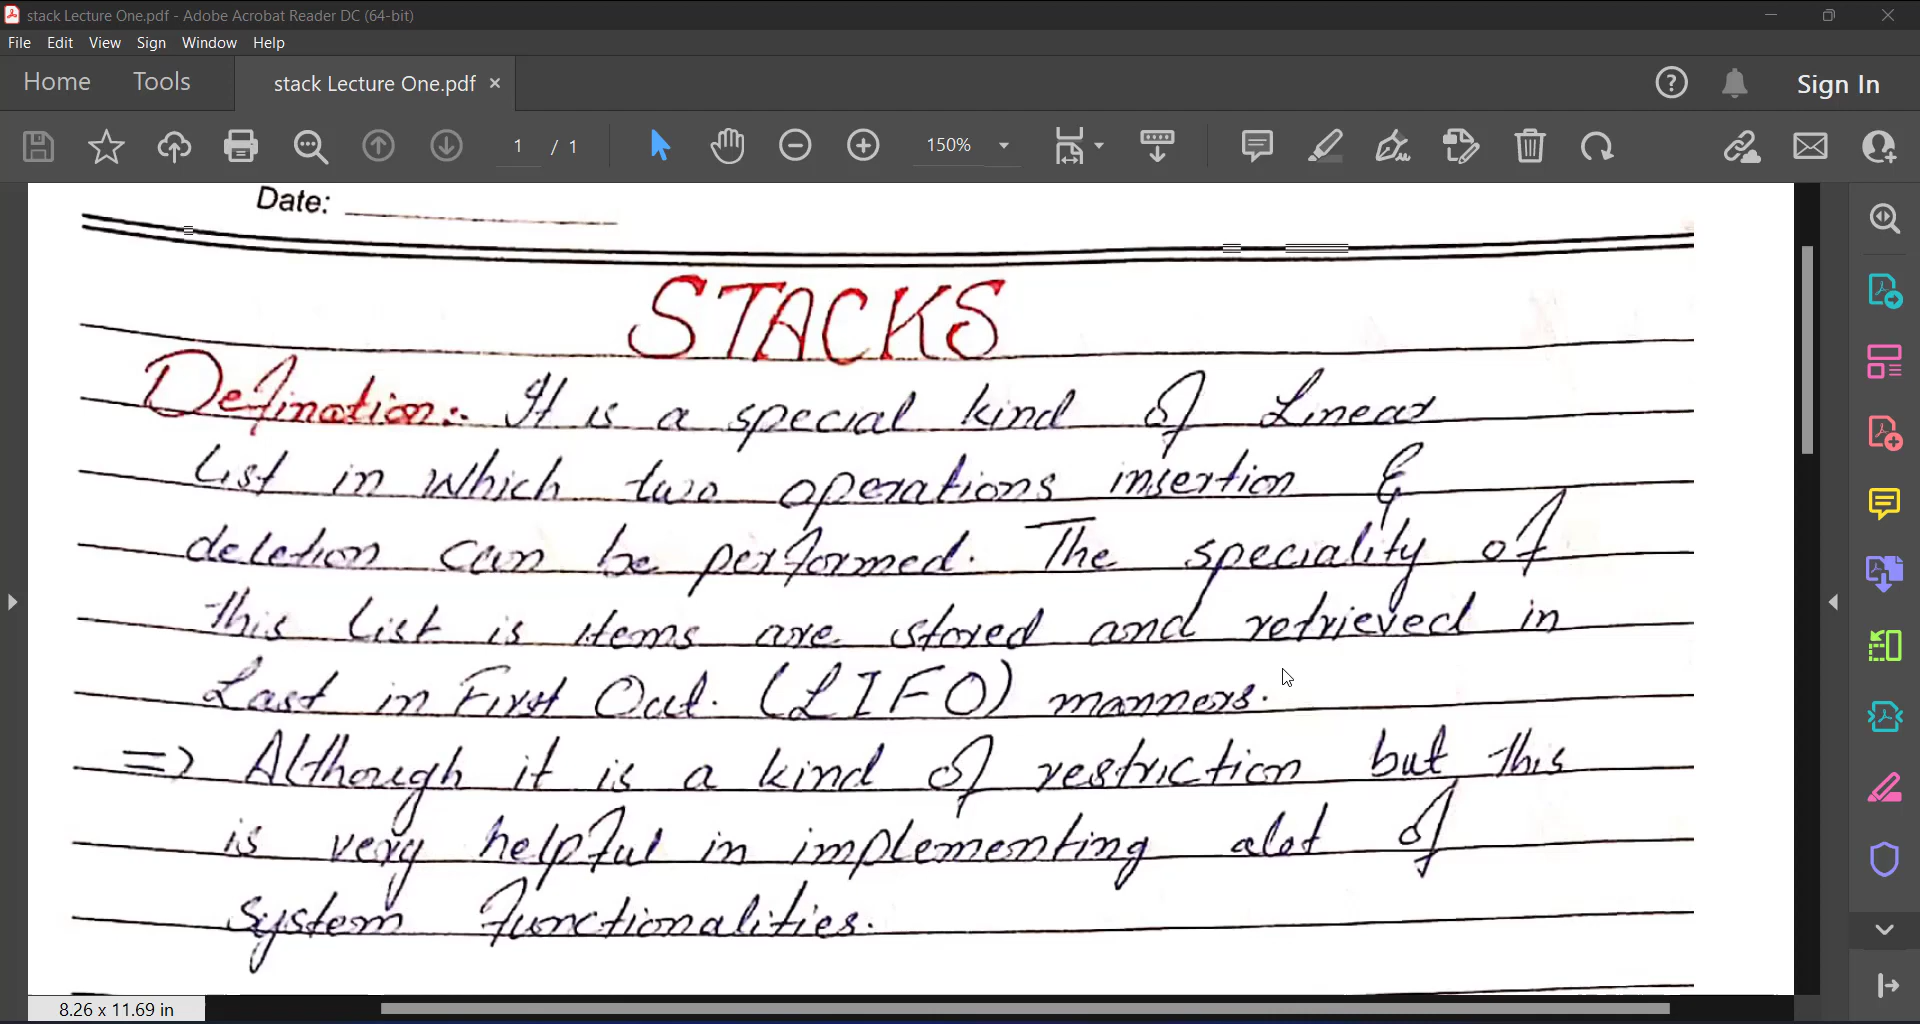 stack Lecture One.pdf - Adobe Acrobat Reader DC (64-bit)
File Edit View Sign Window Help
Home Tools stack Lecture One.pdf × Sign In
1 / 1 150%
Date:
STACKS
Defination:. It is a special kind of Linear
List in which two operations insertion &
deletion can be performed. The speciality of
this List is items are stored and retrieved in
Last in First Out. (LIFO) manners.
=> Although it is a kind of restriction but this
is very helpful in implementing alot of
system functionalities.
8.26 x 11.69 in